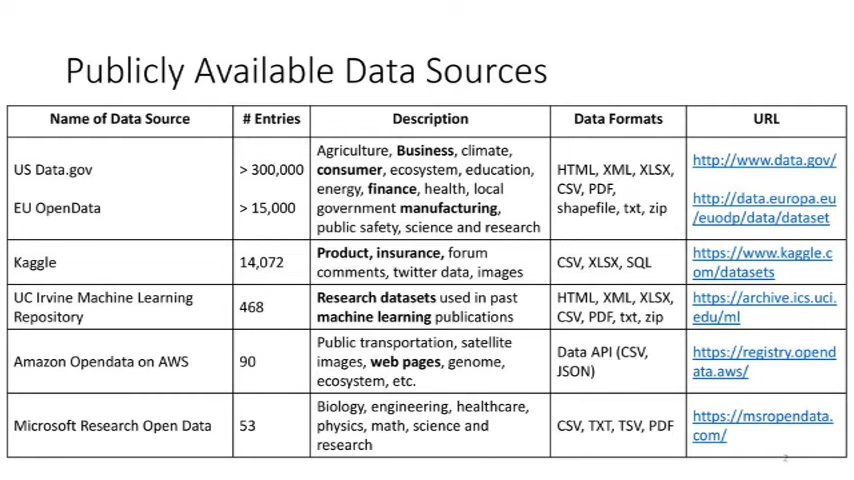 Publicly Available Data Sources
Name of Data Source # Entries Description Data Formats URL
US Data.gov
EU OpenData
> 300,000
> 15,000
Agriculture, Business, climate,
consumer, ecosystem, education,
energy, finance, health, local
government manufacturing,
public safety, science and research
HTML, XML, XLSX,
CSV, PDF,
shapefile, txt, zip
http://www.data.gov/
http://data.europa.eu
/euodp/data/dataset
Kaggle
14,072
Product, insurance, forum
comments, twitter data, images
CSV, XLSX, SQL
https://www.kaggle.c
om/datasets
UC Irvine Machine Learning
Repository
468
Research datasets used in past
machine learning publications
HTML, XML, XLSX,
CSV, PDF, txt, zip
https://archive.ics.uci.
edu/ml
Amazon Opendata on AWS
90
Public transportation, satellite
images, web pages, genome,
ecosystem, etc.
Data API (CSV,
JSON)
https://registry.opend
ata.aws/
Microsoft Research Open Data
53
Biology, engineering, healthcare,
physics, math, science and
research
CSV, TXT, TSV, PDF
https://msropendata.
com/
2